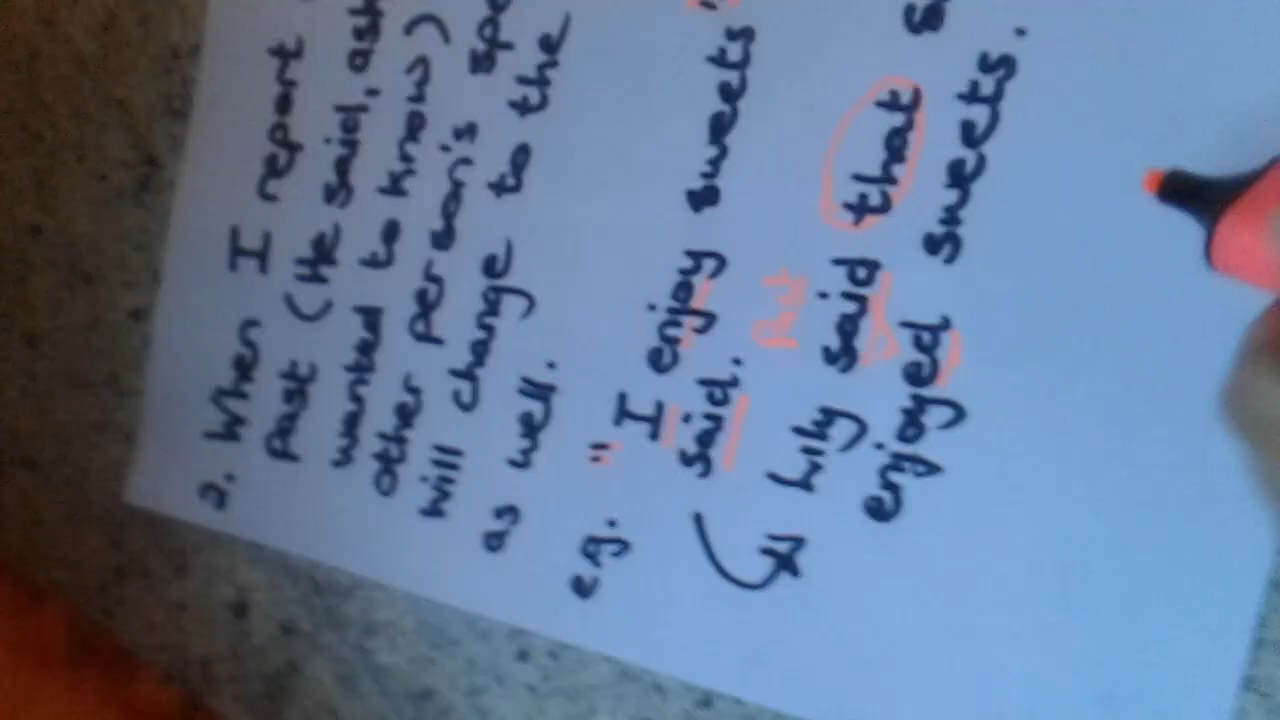 2. When I report
past (He said, ask
wanted to know)
other person's spe
will change to the
as well.
e.g. "I enjoy sweets"
said.
Lily said that s
enjoyed sweets.